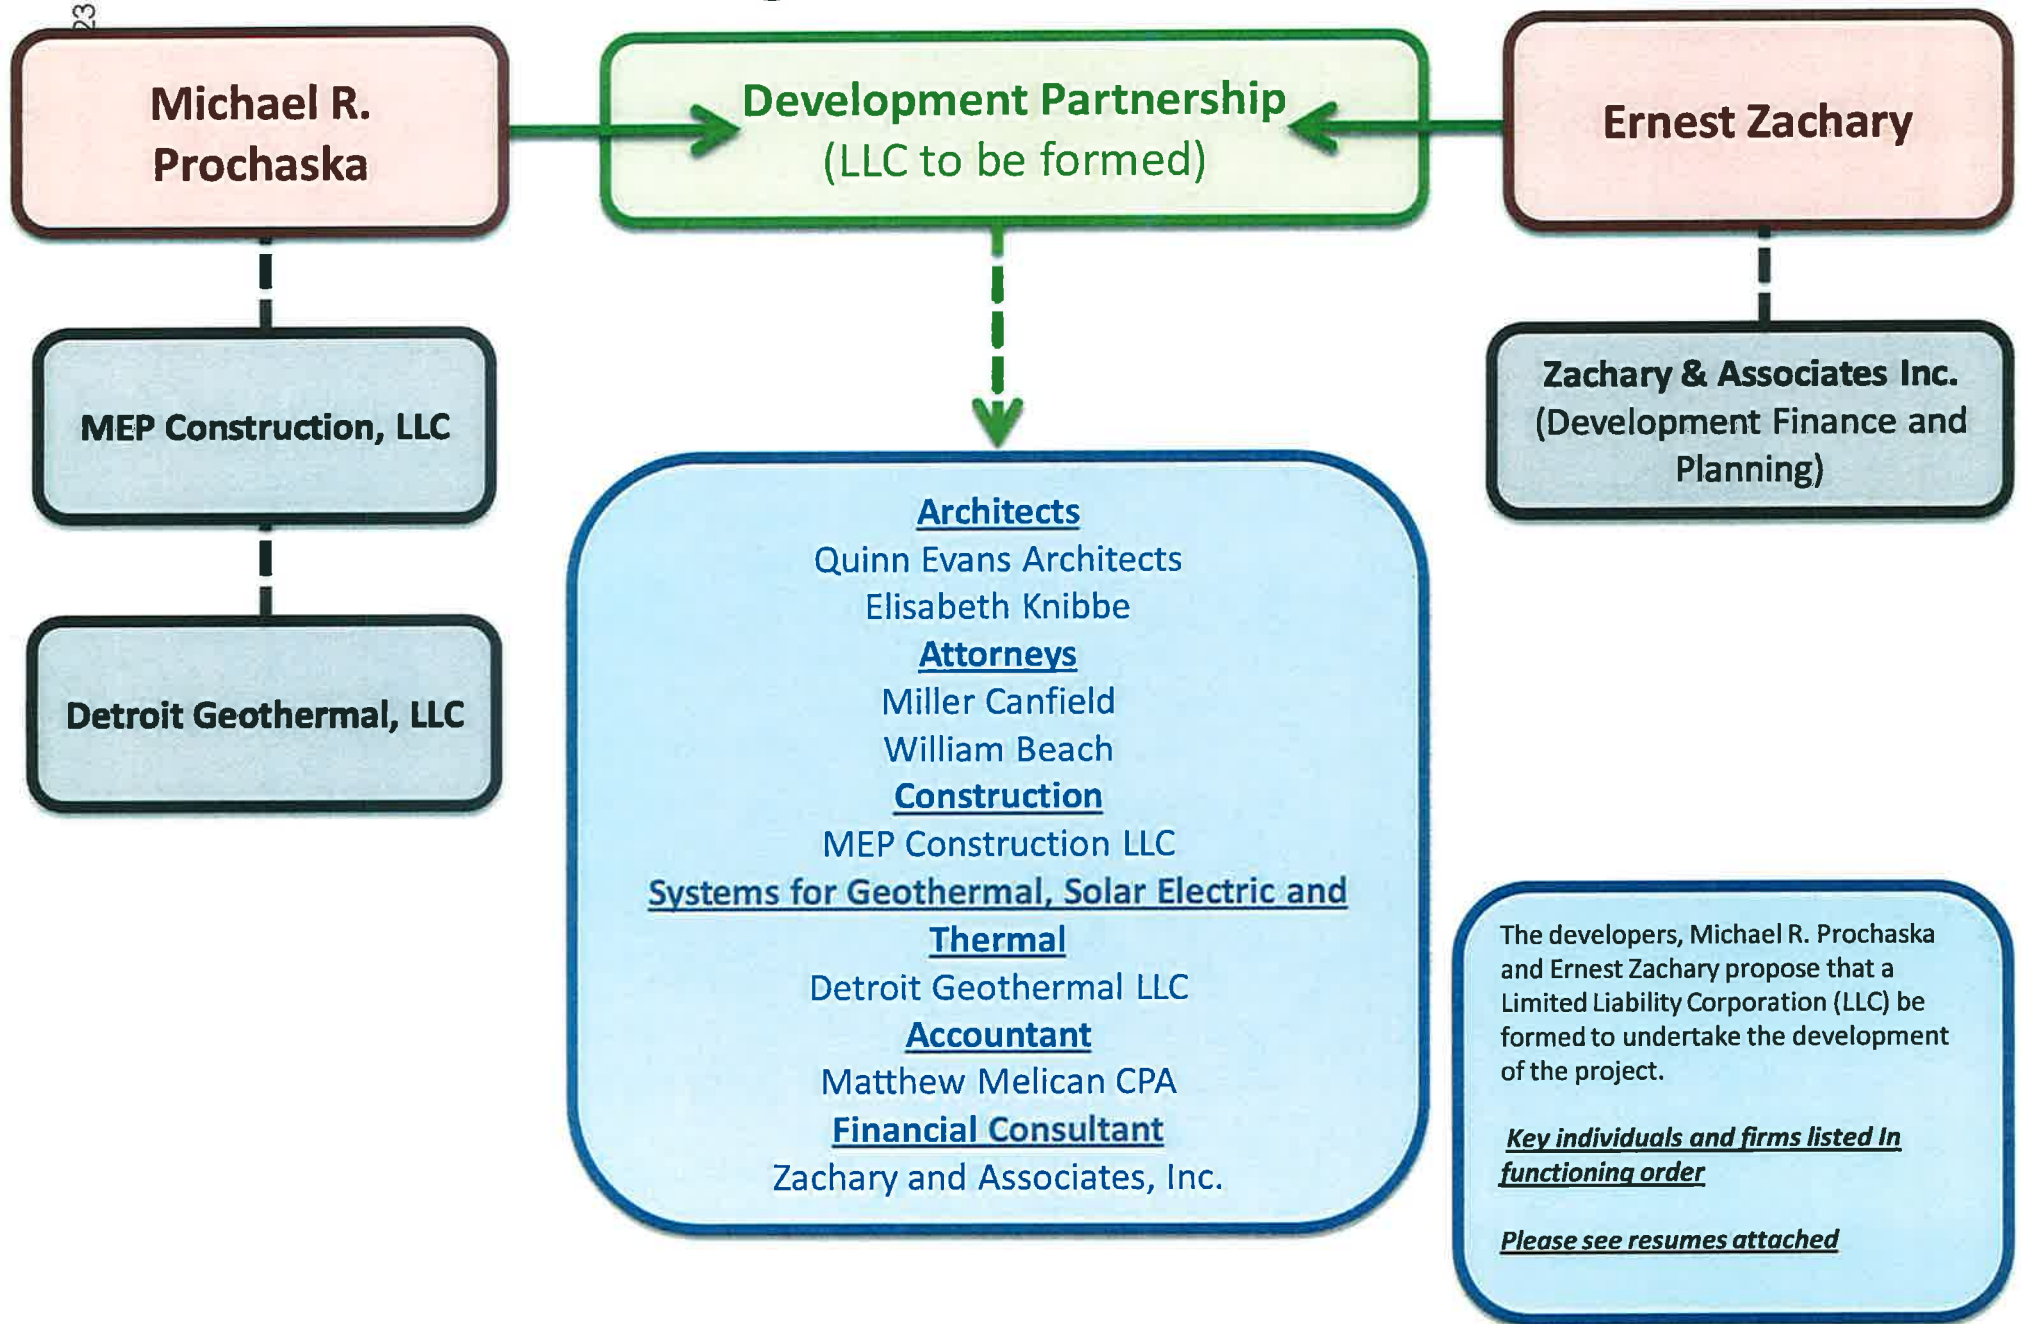 23
Michael R.
Prochaska
Development Partnership
(LLC to be formed)
Ernest Zachary
MEP Construction, LLC
Detroit Geothermal, LLC
Zachary & Associates Inc.
(Development Finance and
Planning)
Architects
Quinn Evans Architects
Elisabeth Knibbe
Attorneys
Miller Canfield
William Beach
Construction
MEP Construction LLC
Systems for Geothermal, Solar Electric and
Thermal
Detroit Geothermal LLC
Accountant
Matthew Melican CPA
Financial Consultant
Zachary and Associates, Inc.
The developers, Michael R. Prochaska
and Ernest Zachary propose that a
Limited Liability Corporation (LLC) be
formed to undertake the development
of the project.
Key individuals and firms listed In
functioning order
Please see resumes attached